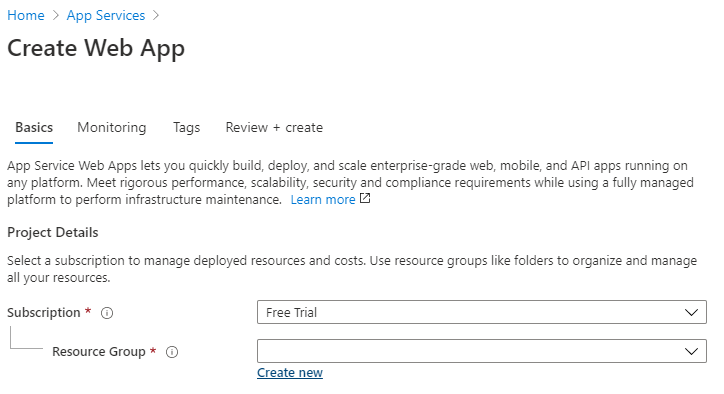 Home > App Services >
Create Web App
Basics Monitoring Tags Review + create
App Service Web Apps lets you quickly build, deploy, and scale enterprise-grade web, mobile, and API apps running on
any platform. Meet rigorous performance, scalability, security and compliance requirements while using a fully managed
platform to perform infrastructure maintenance. Learn more
Project Details
Select a subscription to manage deployed resources and costs. Use resource groups like folders to organize and manage
all your resources.
Subscription * Free Trial
Resource Group *
Create new